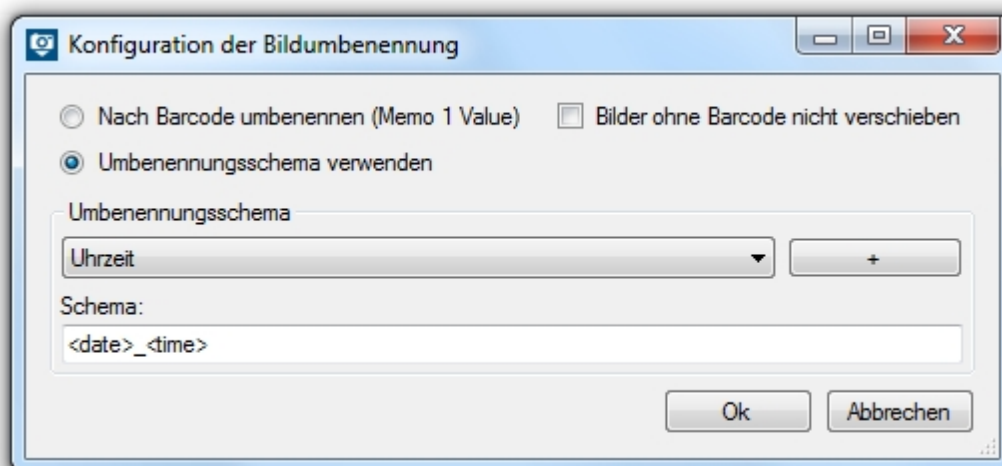 Konfiguration der Bildumbenennung
Nach Barcode umbenennen (Memo 1 Value) Bilder ohne Barcode nicht verschieben
Umbenennungsschema verwenden
Umbenennungsschema
Uhrzeit +
Schema:
<date>_<time>
Ok Abbrechen